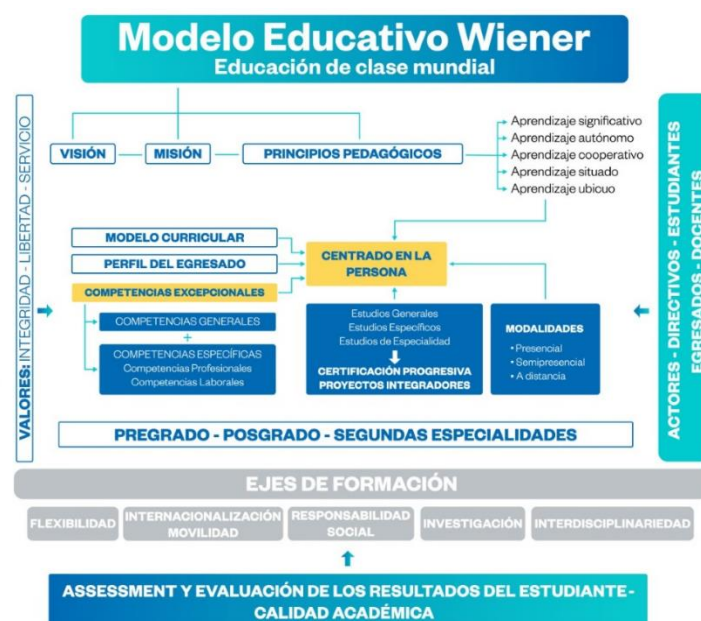 Modelo Educativo Wiener
Educación de clase mundial
VALORES: INTEGRIDAD - LIBERTAD - SERVICIO
VISIÓN
MISIÓN
PRINCIPIOS PEDAGÓGICOS
Aprendizaje significativo
Aprendizaje autónomo
Aprendizaje cooperativo
Aprendizaje situado
Aprendizaje ubicuo
MODELO CURRICULAR
PERFIL DEL EGRESADO
COMPETENCIAS EXCEPCIONALES
COMPETENCIAS GENERALES
+
COMPETENCIAS ESPECÍFICAS
Competencias Profesionales
Competencias Laborales
CENTRADO EN LA
PERSONA
Estudios Generales
Estudios Específicos
Estudios de Especialidad
CERTIFICACIÓN PROGRESIVA
PROYECTOS INTEGRADORES
MODALIDADES
• Presencial
• Semipresencial
• A distancia
ACTORES - DIRECTIVOS - ESTUDIANTES
EGRESADOS - DOCENTES
PREGRADO - POSGRADO - SEGUNDAS ESPECIALIDADES
EJES DE FORMACIÓN
FLEXIBILIDAD
INTERNACIONALIZACIÓN
MOVILIDAD
RESPONSABILIDAD
SOCIAL
INVESTIGACIÓN
INTERDISCIPLINARIEDAD
ASSESSMENT Y EVALUACIÓN DE LOS RESULTADOS DEL ESTUDIANTE-
CALIDAD ACADÉMICA